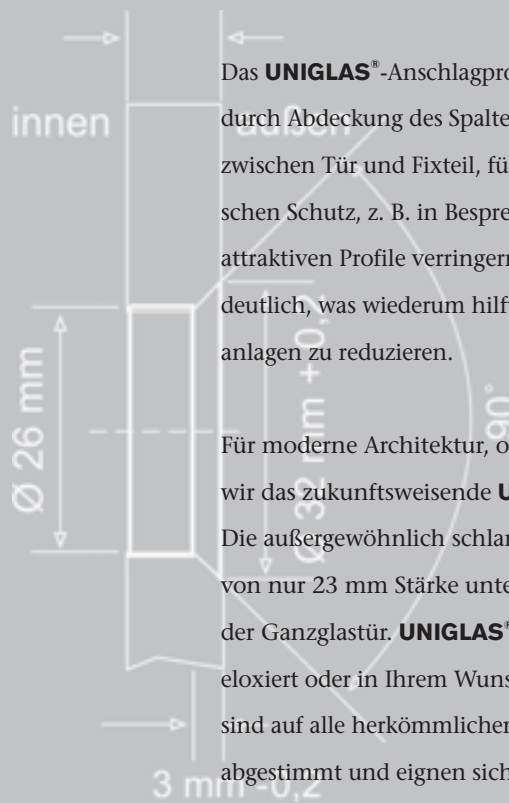 Das UNIGLAS®-Anschlagpro
innen
außen
durch Abdeckung des Spalte
zwischen Tür und Fixteil, fü
schen Schutz, z. B. in Bespre
attraktiven Profile verringer
deutlich, was wiederum hilf
anlagen zu reduzieren.
Ø 26 mm
Ø 32 mm + 0,2
90°
Für moderne Architektur, o
wir das zukunftsweisende U
Die außergewöhnlich schlan
von nur 23 mm Stärke unte
der Ganzglastür. UNIGLAS®
eloxiert oder in Ihrem Wuns
sind auf alle herkömmlichen
abgestimmt und eignen sich
3 mm -0,2